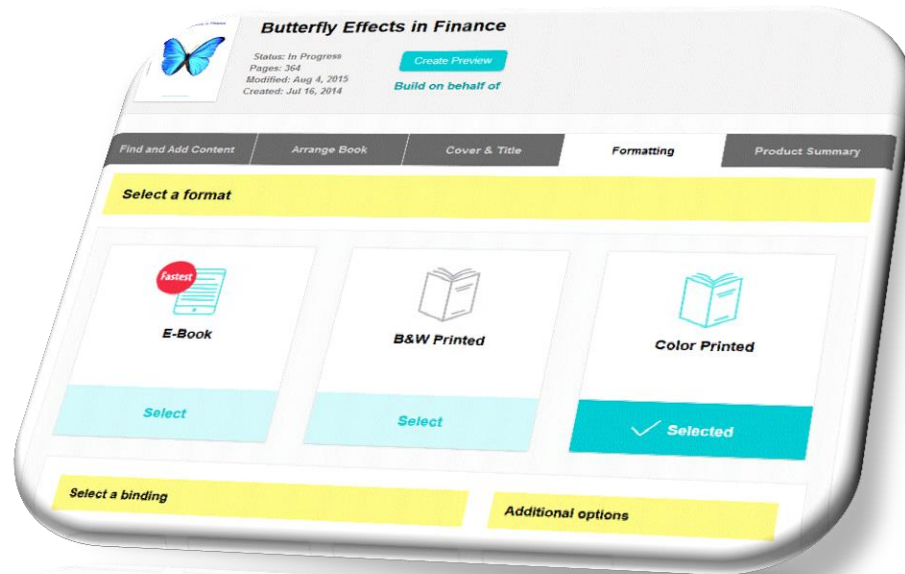 Butterfly Effects in Finance
Status: In Progress
Pages: 364
Modified: Aug 4, 2015
Created: Jul 16, 2014
Create Preview
Build on behalf of
Find and Add Content
Arrange Book
Cover & Title
Formatting
Product Summary
Select a format
Fastest
E-Book
Select
B&W Printed
Select
Color Printed
Selected
Select a binding
Additional options